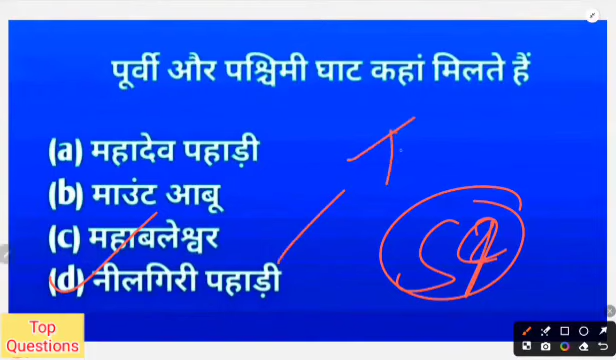 पूर्वी और पश्चिमी घाट कहां मिलते हैं
(a) महादेव पहाड़ी
(b) माउंट आबू
(c) महाबलेश्वर
(d) नीलगिरी पहाड़ी
Top
Questions